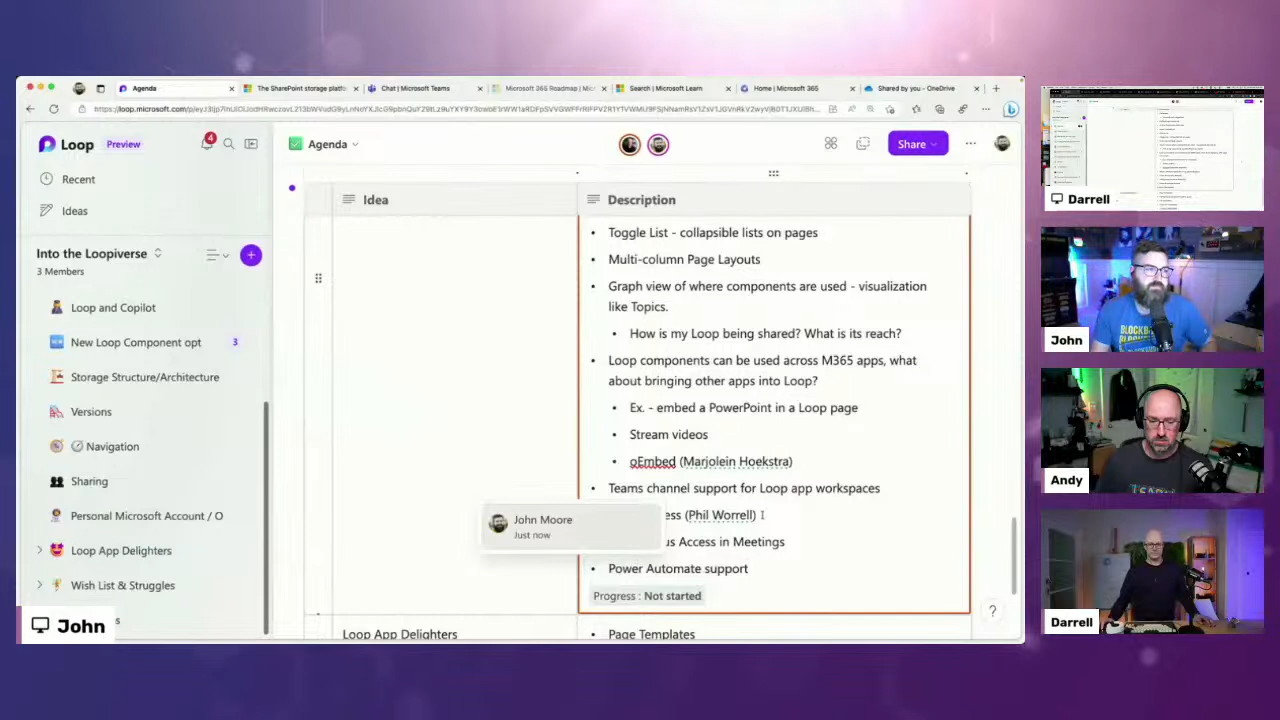 Agenda
The SharePoint storage platfo
Chat | Microsoft Teams
Microsoft 365 Roadmap | Mic
Search | Microsoft Learn
Home | Microsoft 365
Shared by you - OneDrive
Loop
Preview
4
Agenda
Share
Recent
Ideas
Into the Loopiverse
3 Members
Loop and Copilot
New Loop Component opt
3
Storage Structure/Architecture
Versions
Navigation
Sharing
Personal Microsoft Account / O
Loop App Delighters
Wish List & Struggles
Idea
Description
Toggle List - collapsible lists on pages
Multi-column Page Layouts
Graph view of where components are used - visualization
like Topics.
How is my Loop being shared? What is its reach?
Loop components can be used across M365 apps, what
about bringing other apps into Loop?
Ex. - embed a PowerPoint in a Loop page
Stream videos
oEmbed (Marjolein Hoekstra)
Teams channel support for Loop app workspaces
ess (Phil Worrell)
us Access in Meetings
Power Automate support
Progress : Not started
John Moore
Just now
Loop App Delighters
Page Templates
?
John
Darrell
John
Andy
Darrell